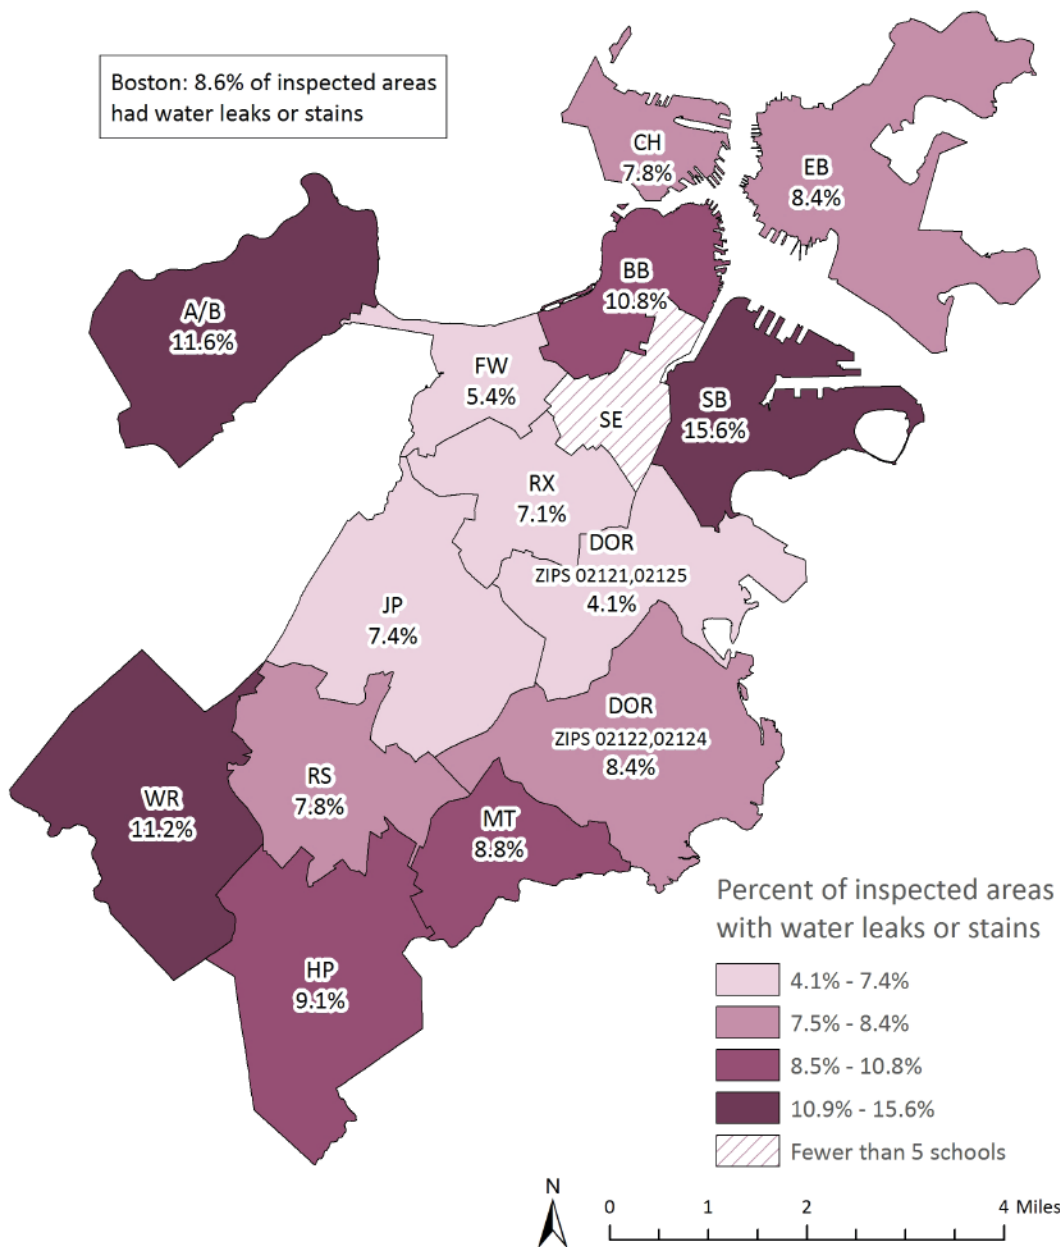 Boston: 8.6% of inspected areas
had water leaks or stains
CH
7.8%
EB
8.4%
BB
10.8%
A/B
11.6%
FW
5.4%
SE
SB
15.6%
RX
7.1%
DOR
ZIPS 02121,02125
4.1%
JP
7.4%
DOR
ZIPS 02122,02124
8.4%
RS
7.8%
WR
11.2%
MT
8.8%
HP
9.1%
Percent of inspected areas
with water leaks or stains
4.1% - 7.4%
7.5% - 8.4%
8.5% - 10.8%
10.9% - 15.6%
Fewer than 5 schools
N
0 1 2 4 Miles